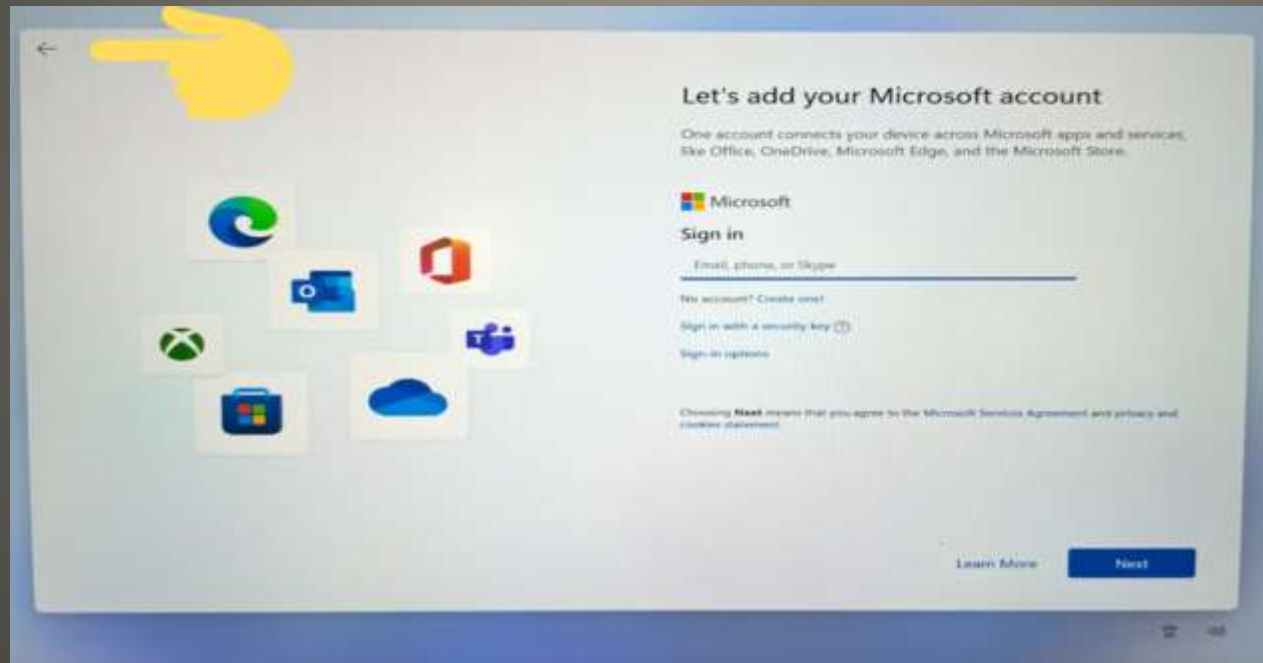 Let's add your Microsoft account
One account connects your device across Microsoft apps and services,
like Office, OneDrive, Microsoft Edge, and the Microsoft Store.
Microsoft
Sign in
Email, phone, or Skype
No account? Create one!
Sign in with a security key
Sign-in options
Choosing Next means that you agree to the Microsoft Services Agreement and privacy and
cookies statement.
Learn More
Next